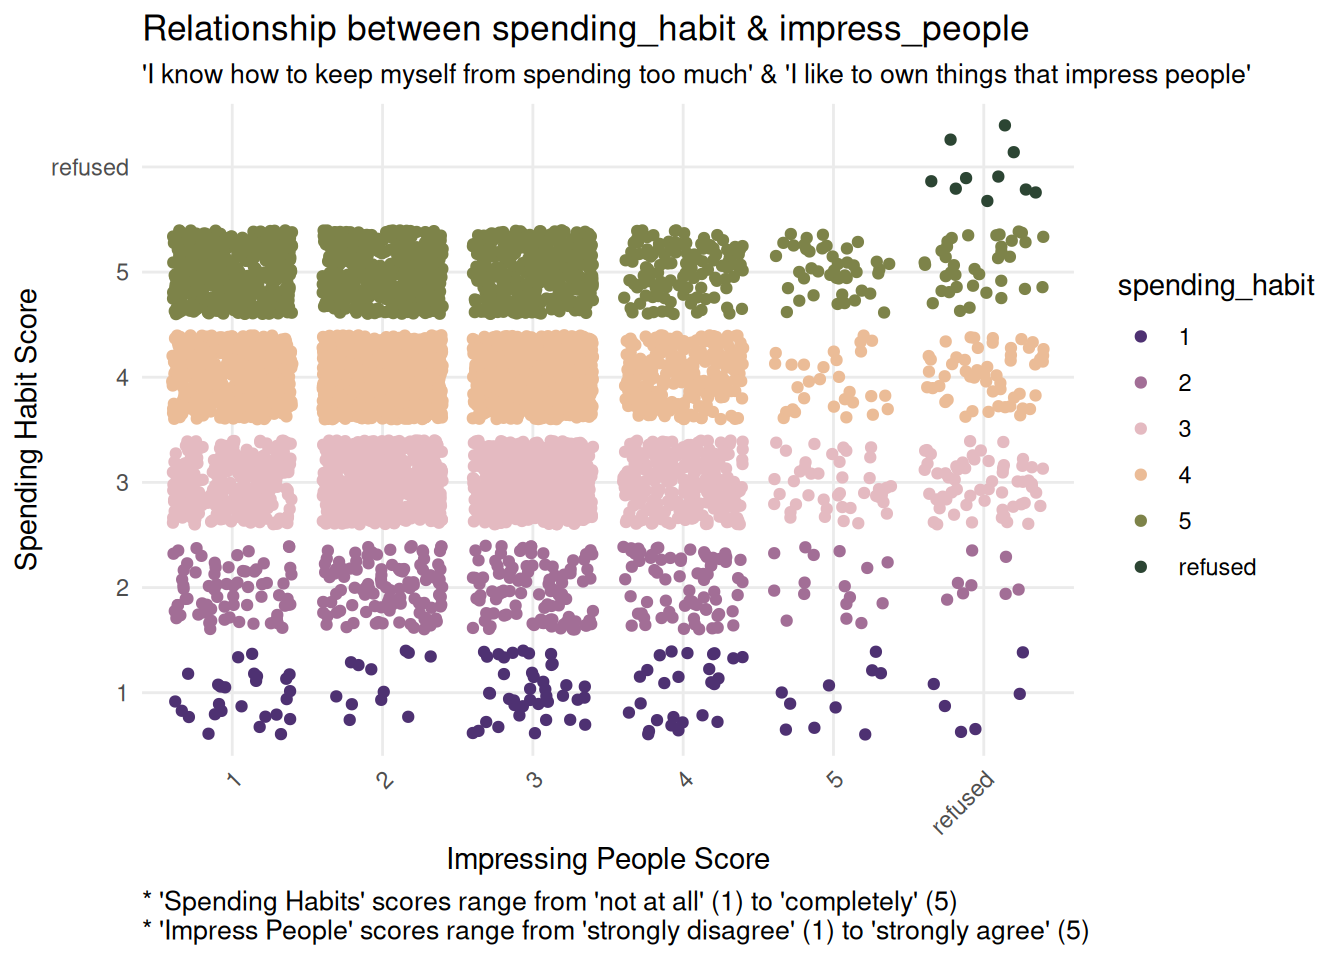 Relationship between spending_habit & impress_people
'I know how to keep myself from spending too much' & 'I like to own things that impress people'
Spending Habit Score
refused
5
4
3
2
1
1
2
3
4
5
refused
Impressing People Score
spending_habit
1
2
3
4
5
refused
* 'Spending Habits' scores range from 'not at all' (1) to 'completely' (5)
* 'Impress People' scores range from 'strongly disagree' (1) to 'strongly agree' (5)